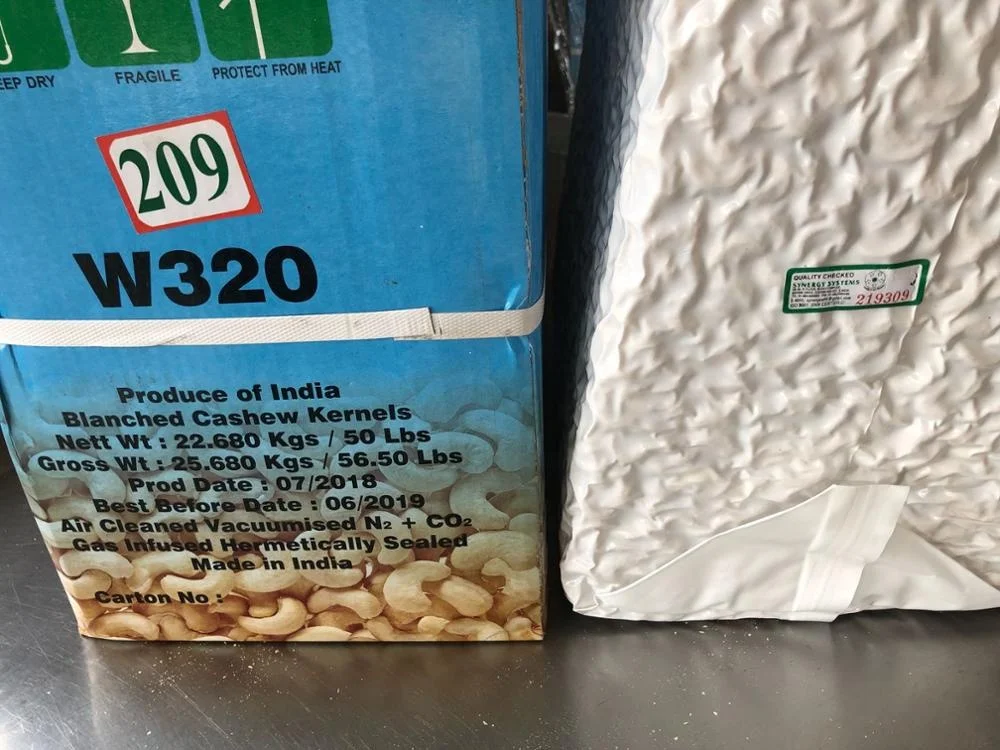 EEP DRY
FRAGILE
PROTECT FROM HEAT
209
W320
Produce of India
Blanched Cashew Kernels
Nett Wt : 22.680 Kgs / 50 Lbs
Gross Wt : 25.680 Kgs / 56.50 Lbs
Prod Date : 07/2018
Best Before Date : 06/2019
Air Cleaned Vacuumised N₂ + CO₂
Gas Infused Hermetically Sealed
Made in India
Carton No :
QUALITY CHECKED
SYNERGY SYSTEMS
219309